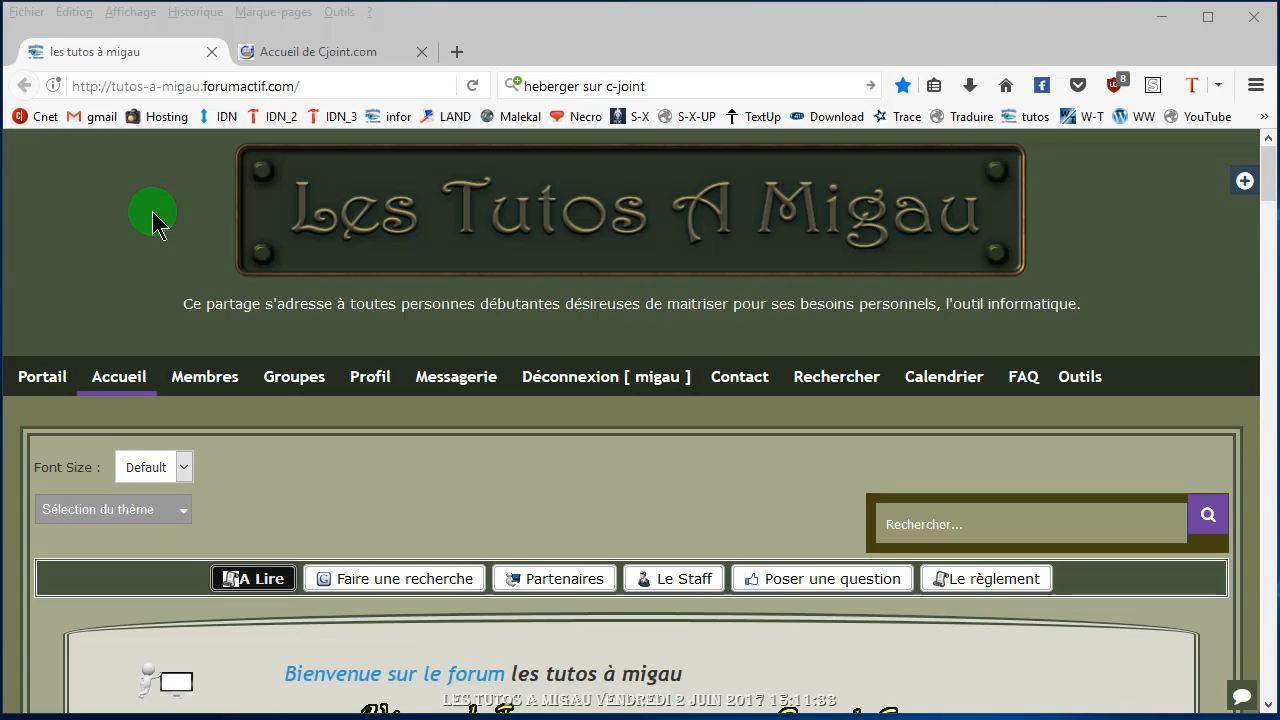 Fichier Édition Affichage Historique Marque-pages Outils ?
les tutos à migau Accueil de Cjoint.com
http://tutos-a-migau.forumactif.com/ heberger sur c-joint 8
Cnet gmail Hosting IDN IDN_2 IDN_3 infor LAND Malekal Necro S-X S-X-UP TextUp Download Trace Traduire tutos W-T WW YouTube »
Les Tutos A Migau
Ce partage s'adresse à toutes personnes débutantes désireuses de maitriser pour ses besoins personnels, l'outil informatique.
Portail Accueil Membres Groupes Profil Messagerie Déconnexion [ migau ] Contact Rechercher Calendrier FAQ Outils
Font Size : Default
Sélection du thème
Rechercher...
A Lire Faire une recherche Partenaires Le Staff Poser une question Le règlement
Bienvenue sur le forum les tutos à migau
LES TUTOS A MIGAU VENDREDI 2 JUIN 2017 15:11:33